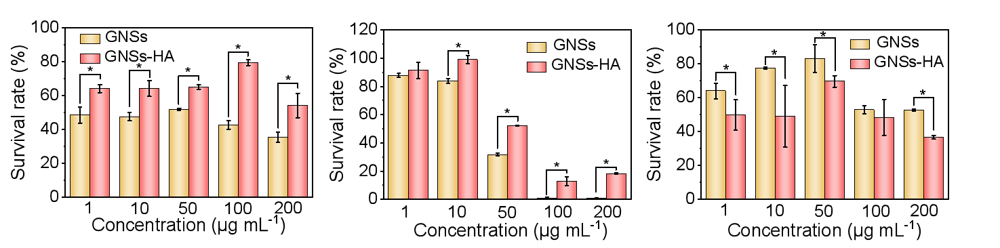 Survival rate (%)
100
80
60
40
20
0
GNSs
GNSs-HA
*
*
*
*
*
1 10 50 100 200
Concentration (µg mL-1)
Survival rate (%)
120
100
80
60
40
20
0
GNSs
GNSs-HA
*
*
*
*
1 10 50 100 200
Concentration (µg mL-1)
Survival rate (%)
100
80
60
40
20
0
GNSs
GNSs-HA
*
*
*
*
1 10 50 100 200
Concentration (µg mL-1)